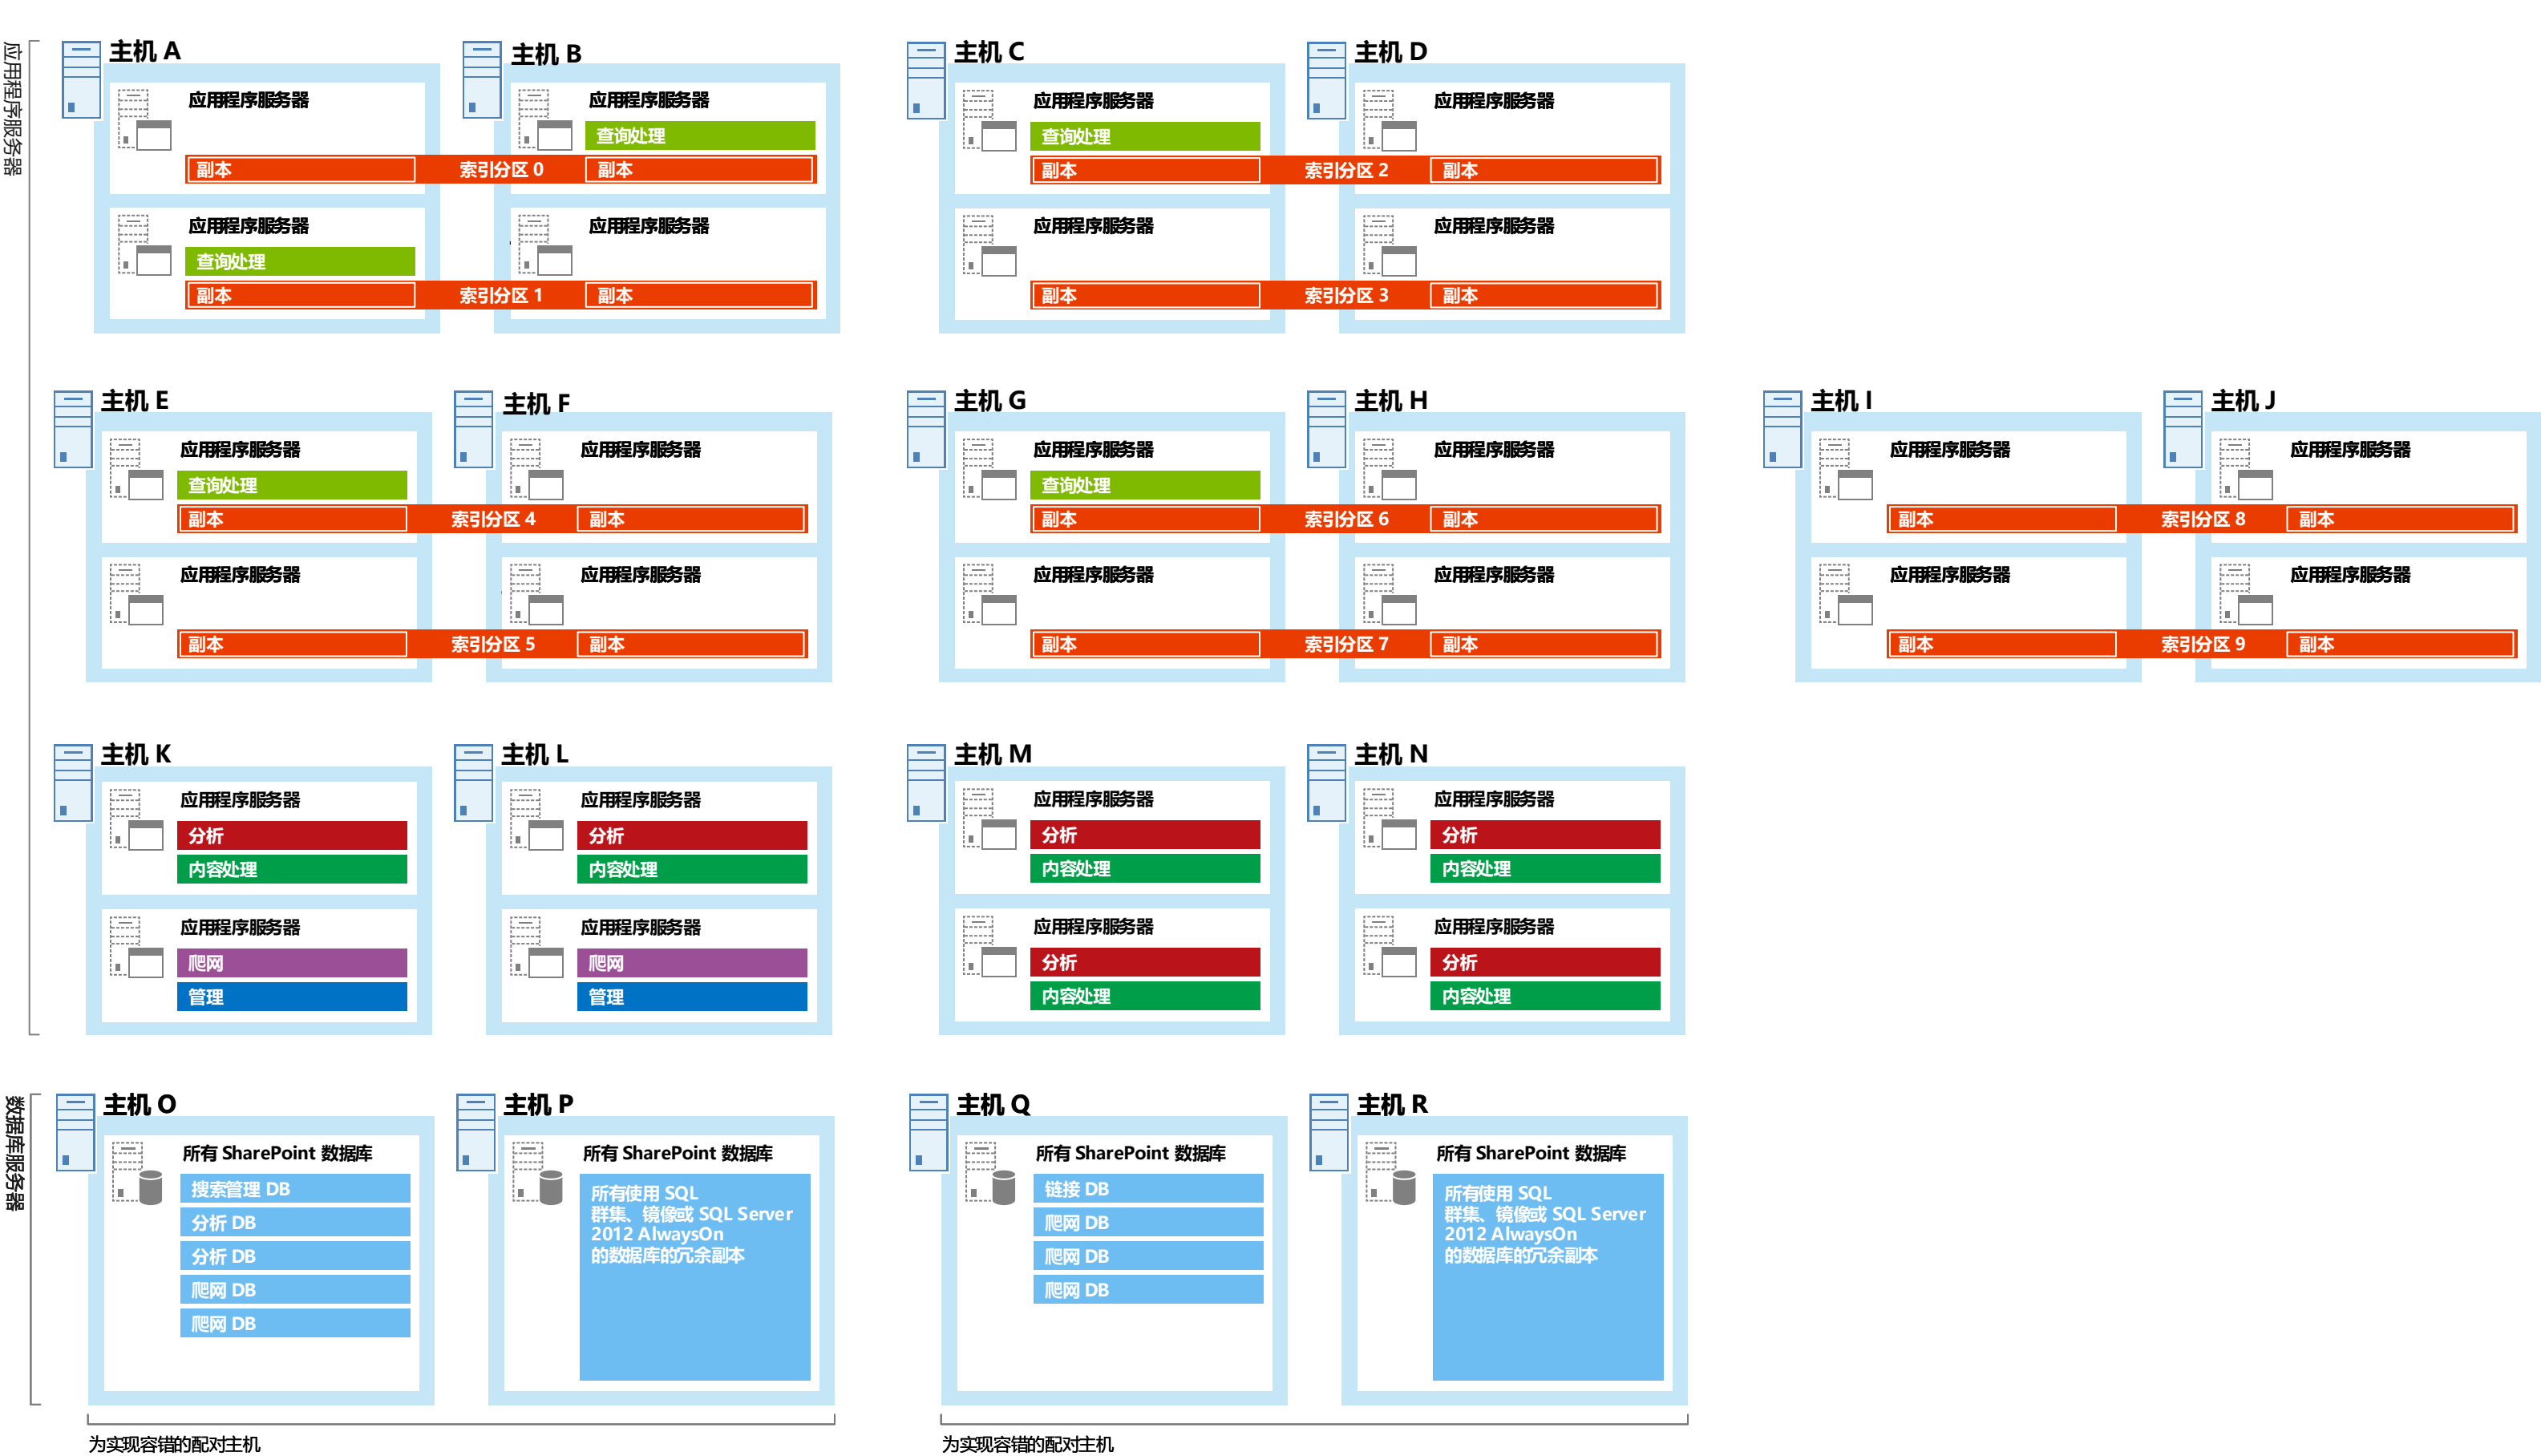 应用程序服务器
主机 A
应用程序服务器
副本
索引分区 0
副本
应用程序服务器
查询处理
副本
索引分区 1
副本
主机 B
应用程序服务器
查询处理
应用程序服务器
主机 C
应用程序服务器
查询处理
副本
索引分区 2
副本
应用程序服务器
副本
索引分区 3
副本
主机 D
应用程序服务器
应用程序服务器
主机 E
应用程序服务器
查询处理
副本
索引分区 4
副本
应用程序服务器
副本
索引分区 5
副本
主机 F
应用程序服务器
应用程序服务器
主机 G
应用程序服务器
查询处理
副本
索引分区 6
副本
应用程序服务器
副本
索引分区 7
副本
主机 H
应用程序服务器
应用程序服务器
主机 I
应用程序服务器
副本
索引分区 8
副本
应用程序服务器
副本
索引分区 9
副本
主机 J
应用程序服务器
应用程序服务器
主机 K
应用程序服务器
分析
内容处理
应用程序服务器
爬网
管理
主机 L
应用程序服务器
分析
内容处理
应用程序服务器
爬网
管理
主机 M
应用程序服务器
分析
内容处理
应用程序服务器
分析
内容处理
主机 N
应用程序服务器
分析
内容处理
应用程序服务器
分析
内容处理
数据库服务器
主机 O
所有 SharePoint 数据库
搜索管理 DB
分析 DB
分析 DB
爬网 DB
爬网 DB
主机 P
所有 SharePoint 数据库
所有使用 SQL
群集、镜像或 SQL Server
2012 AlwaysOn
的数据库的冗余副本
主机 Q
所有 SharePoint 数据库
链接 DB
爬网 DB
爬网 DB
爬网 DB
主机 R
所有 SharePoint 数据库
所有使用 SQL
群集、镜像或 SQL Server
2012 AlwaysOn
的数据库的冗余副本
为实现容错的配对主机
为实现容错的配对主机